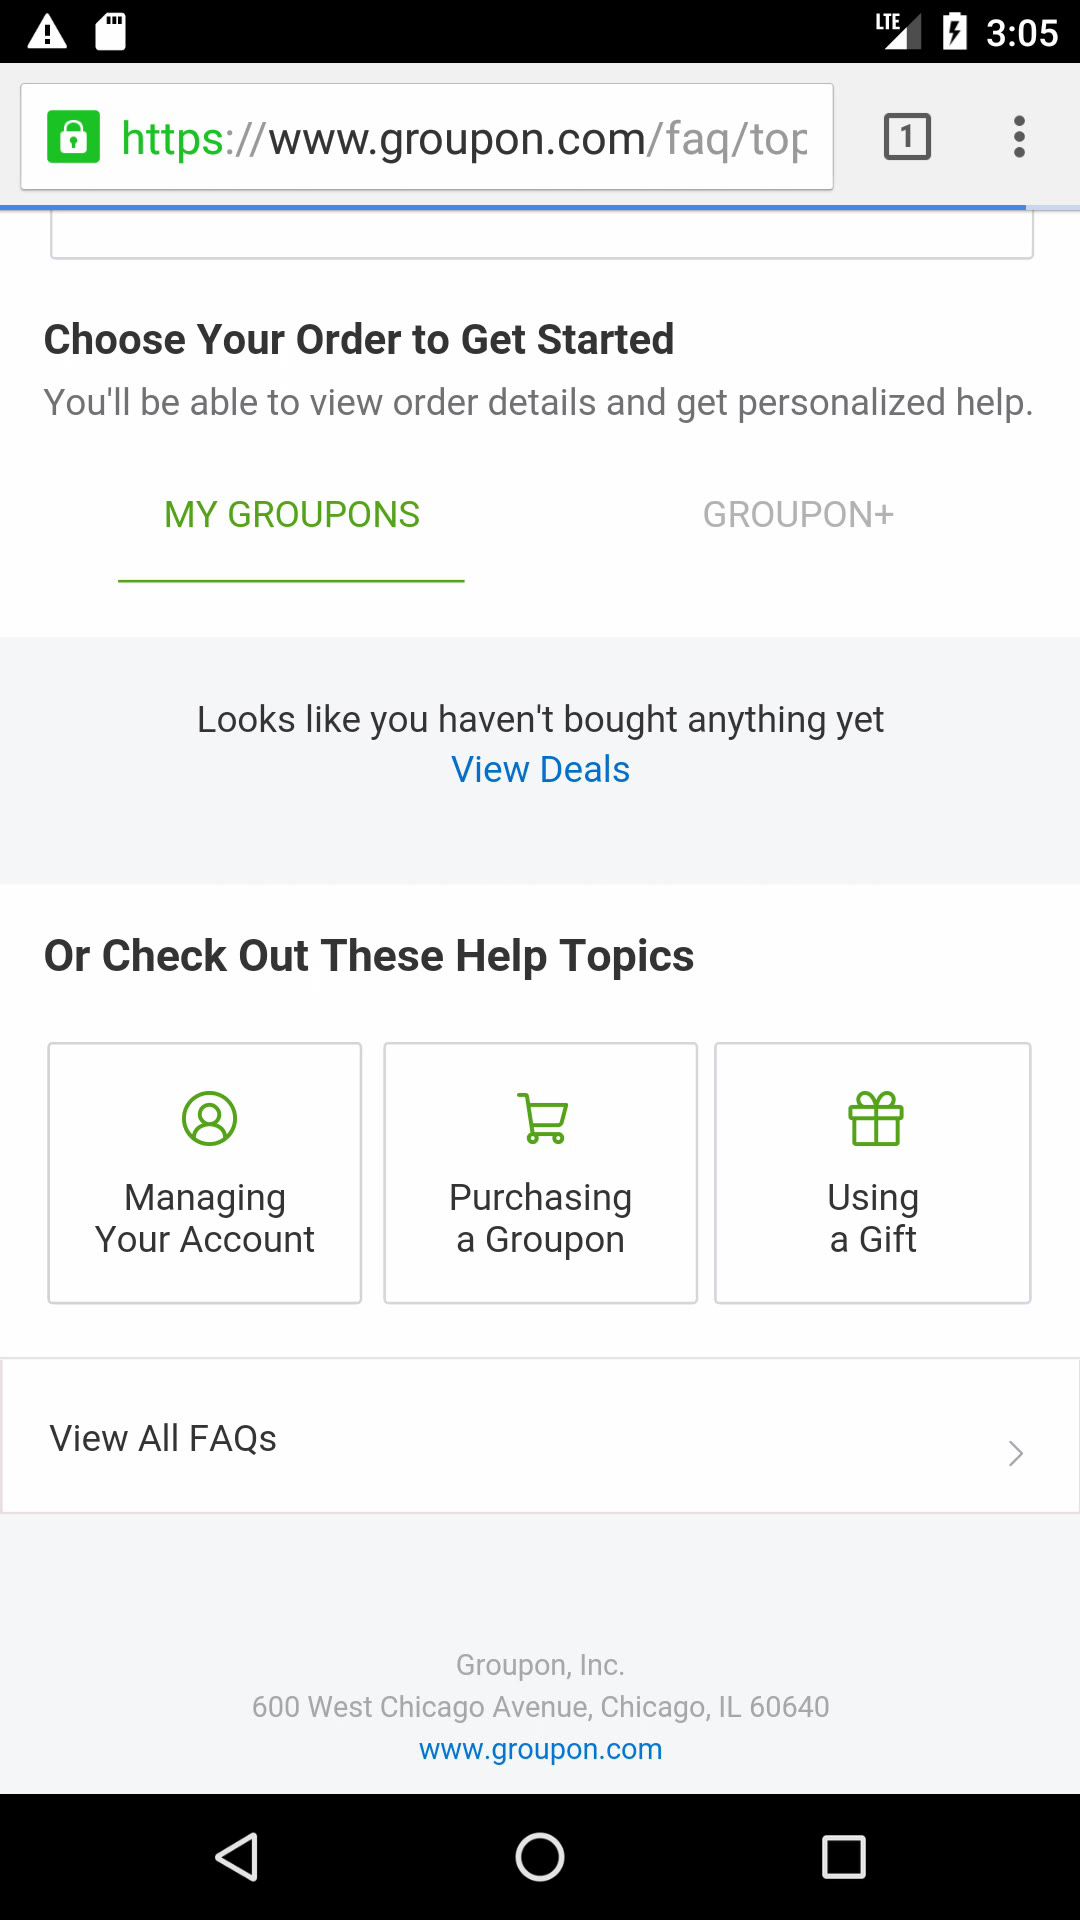 LTE 3:05
https://www.groupon.com/faq/top
1
Choose Your Order to Get Started
You'll be able to view order details and get personalized help.
MY GROUPONS GROUPON+
Looks like you haven't bought anything yet
View Deals
Or Check Out These Help Topics
Managing
Your Account
Purchasing
a Groupon
Using
a Gift
View All FAQs
Groupon, Inc.
600 West Chicago Avenue, Chicago, IL 60640
www.groupon.com